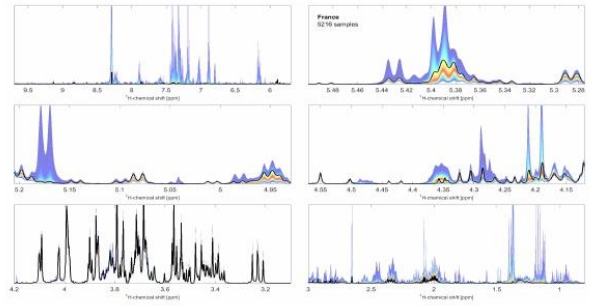 9.5 9 8.5 8 7.5 7 6.5 6
¹H-chemical shift [ppm]
France
5216 samples
5.46 5.44 5.42 5.4 5.38 5.36 5.34 5.32 5.3 5.28
¹H-chemical shift [ppm]
5.2 5.15 5.1 5.05 5 4.95
¹H-chemical shift [ppm]
4.55 4.5 4.45 4.4 4.35 4.3 4.25 4.2 4.15
¹H-chemical shift [ppm]
4.2 4 3.8 3.6 3.4 3.2
¹H-chemical shift [ppm]
3 2.5 2 1.5 1
¹H-chemical shift [ppm]